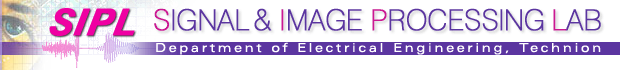 SIPL SIGNAL & IMAGE PROCESSING LAB
Department of Electrical Engineering, Technion